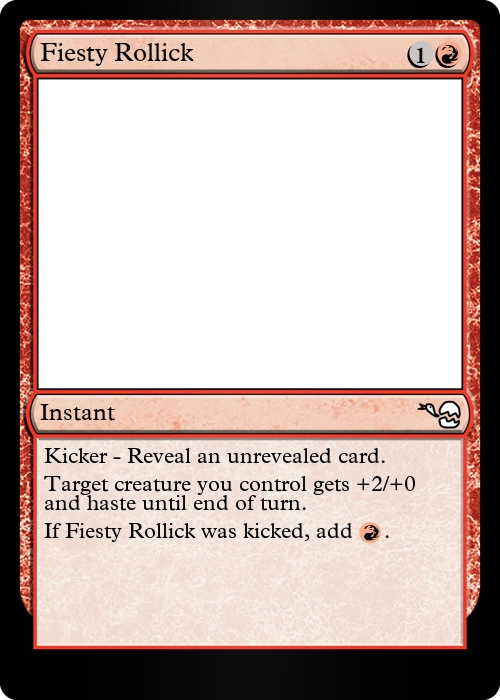 Fiesty Rollick 1
Instant
Kicker - Reveal an unrevealed card.
Target creature you control gets +2/+0
and haste until end of turn.
If Fiesty Rollick was kicked, add .